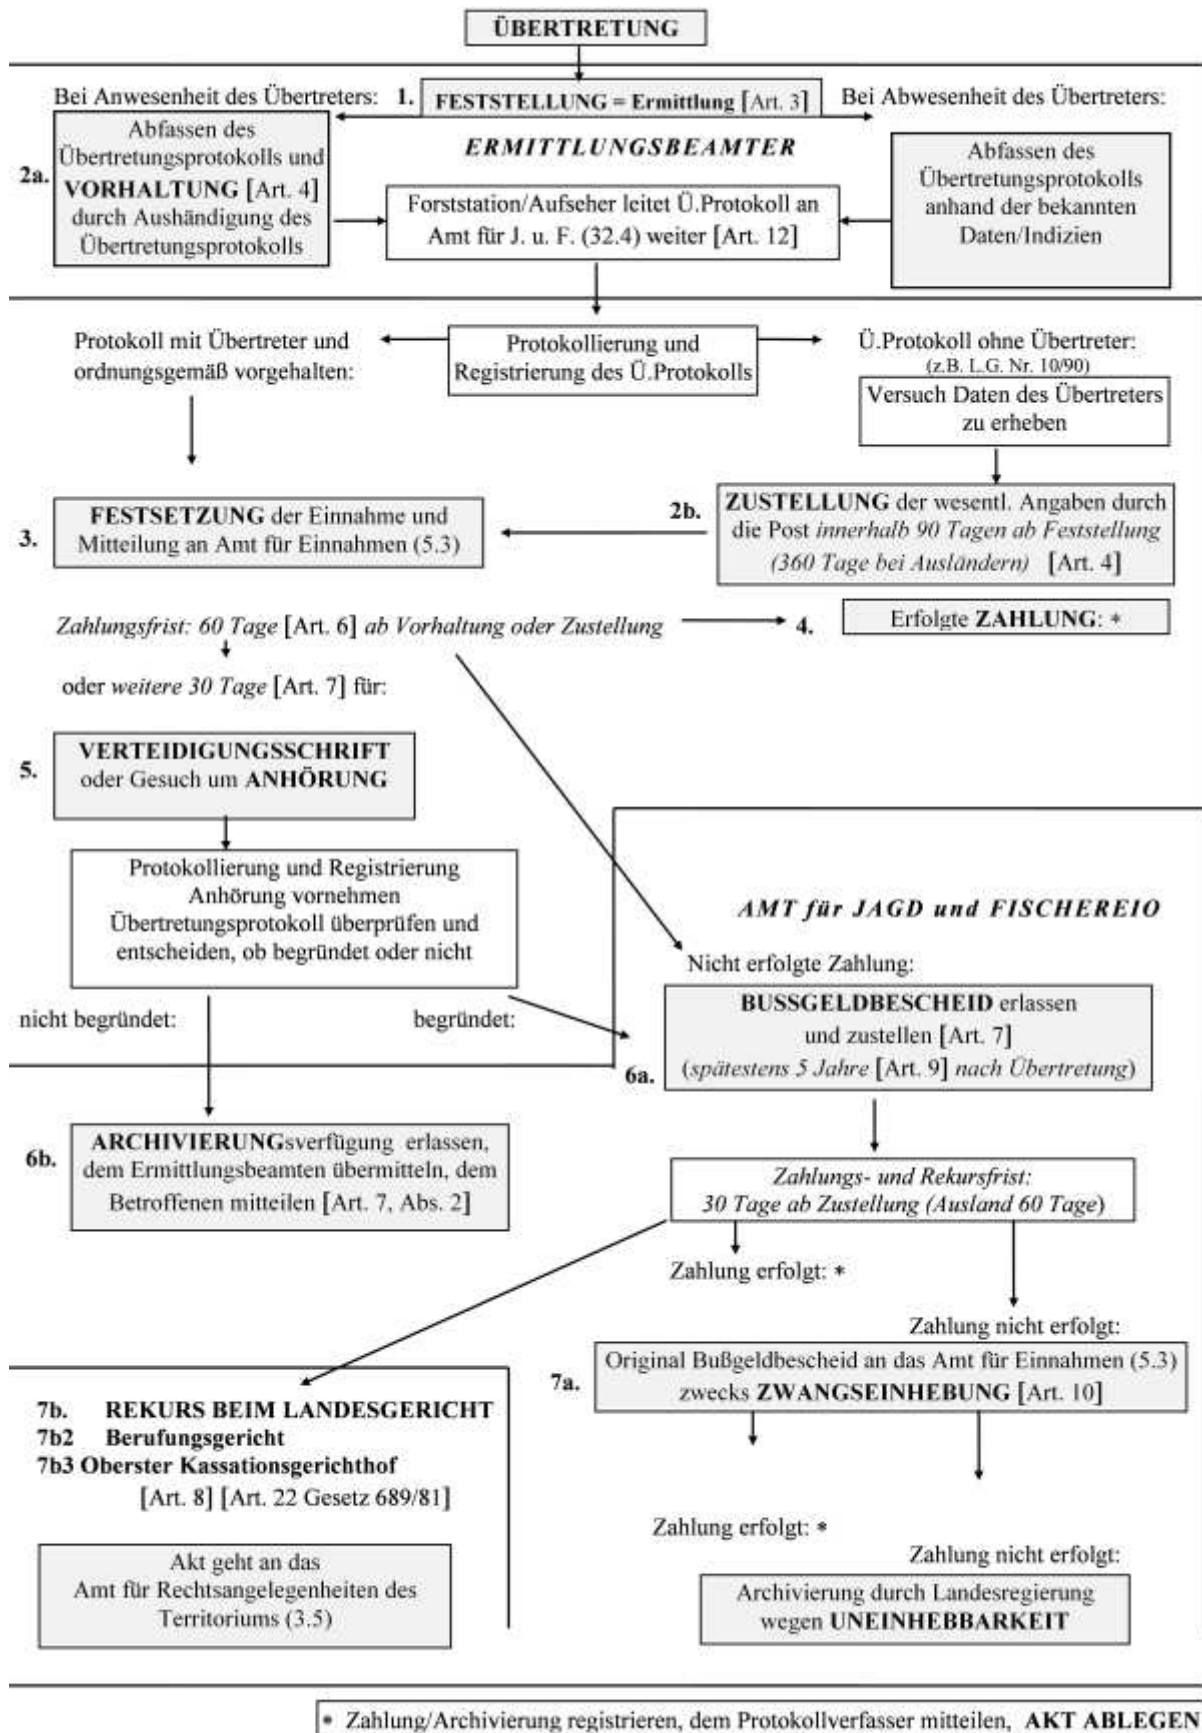 ÜBERTRETUNG
Bei Anwesenheit des Übertreters:
1.
FESTSTELLUNG = Ermittlung [Art. 3]
Bei Abwesenheit des Übertreters:
2a.
Abfassen des
Übertretungsprotokolls und
VORHALTUNG [Art. 4]
durch Aushändigung des
Übertretungsprotokolls
ERMITTLUNGSBEAMTER
Forststation/Aufseher leitet Ü.Protokoll an
Amt für J. u. F. (32.4) weiter [Art. 12]
Abfassen des
Übertretungsprotokolls
anhand der bekannten
Daten/Indizien
Protokoll mit Übertreter und
ordnungsgemäß vorgehalten:
Protokollierung und
Registrierung des Ü.Protokolls
Ü.Protokoll ohne Übertreter:
(z.B. L.G. Nr. 10/90)
Versuch Daten des Übertreters
zu erheben
3.
FESTSETZUNG der Einnahme und
Mitteilung an Amt für Einnahmen (5.3)
2b.
ZUSTELLUNG der wesentl. Angaben durch
die Post innerhalb 90 Tagen ab Feststellung
(360 Tage bei Ausländern) [Art. 4]
Zahlungsfrist: 60 Tage [Art. 6] ab Vorhaltung oder Zustellung
4.
Erfolgte ZAHLUNG: *
oder weitere 30 Tage [Art. 7] für:
5.
VERTEIDIGUNGSSCHRIFT
oder Gesuch um ANHÖRUNG
Protokollierung und Registrierung
Anhörung vornehmen
Übertretungsprotokoll überprüfen und
entscheiden, ob begründet oder nicht
AMT für JAGD und FISCHEREIO
Nicht erfolgte Zahlung:
nicht begründet:
begründet:
6a.
BUSSGELDBESCHEID erlassen
und zustellen [Art. 7]
(spätestens 5 Jahre [Art. 9] nach Übertretung)
6b.
ARCHIVIERUNGsverfügung erlassen,
dem Ermittlungsbeamten übermitteln, dem
Betroffenen mitteilen [Art. 7, Abs. 2]
Zahlungs- und Rekursfrist:
30 Tage ab Zustellung (Ausland 60 Tage)
Zahlung erfolgt: *
Zahlung nicht erfolgt:
7a.
Original Bußgeldbescheid an das Amt für Einnahmen (5.3)
zwecks ZWANGSEINHEBUNG [Art. 10]
7b. REKURS BEIM LANDESGERICHT
7b2 Berufungsgericht
7b3 Oberster Kassationsgerichthof
[Art. 8] [Art. 22 Gesetz 689/81]
Zahlung erfolgt: *
Zahlung nicht erfolgt:
Akt geht an das
Amt für Rechtsangelegenheiten des
Territoriums (3.5)
Archivierung durch Landesregierung
wegen UNEINHEBBARKEIT
* Zahlung/Archivierung registrieren, dem Protokollverfasser mitteilen, AKT ABLEGEN